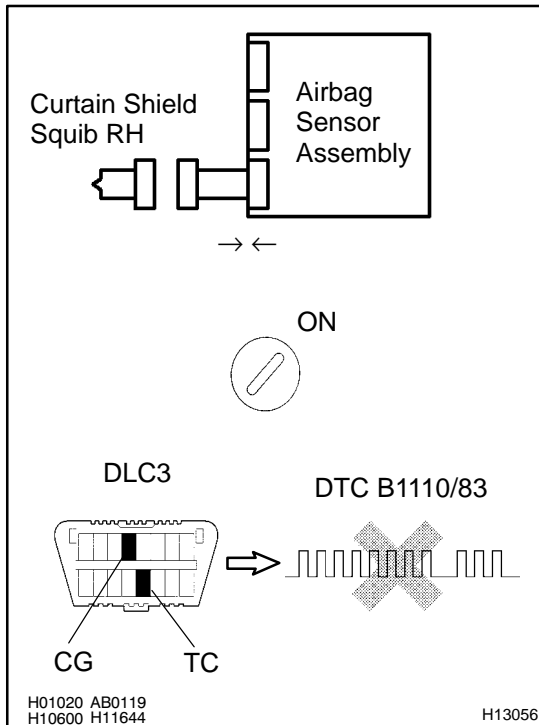 Curtain Shield
Squib RH
Airbag
Sensor
Assembly
ON
DLC3
DTC B1110/83
CG
TC
H01020 AB0119
H10600 H11644
H13056